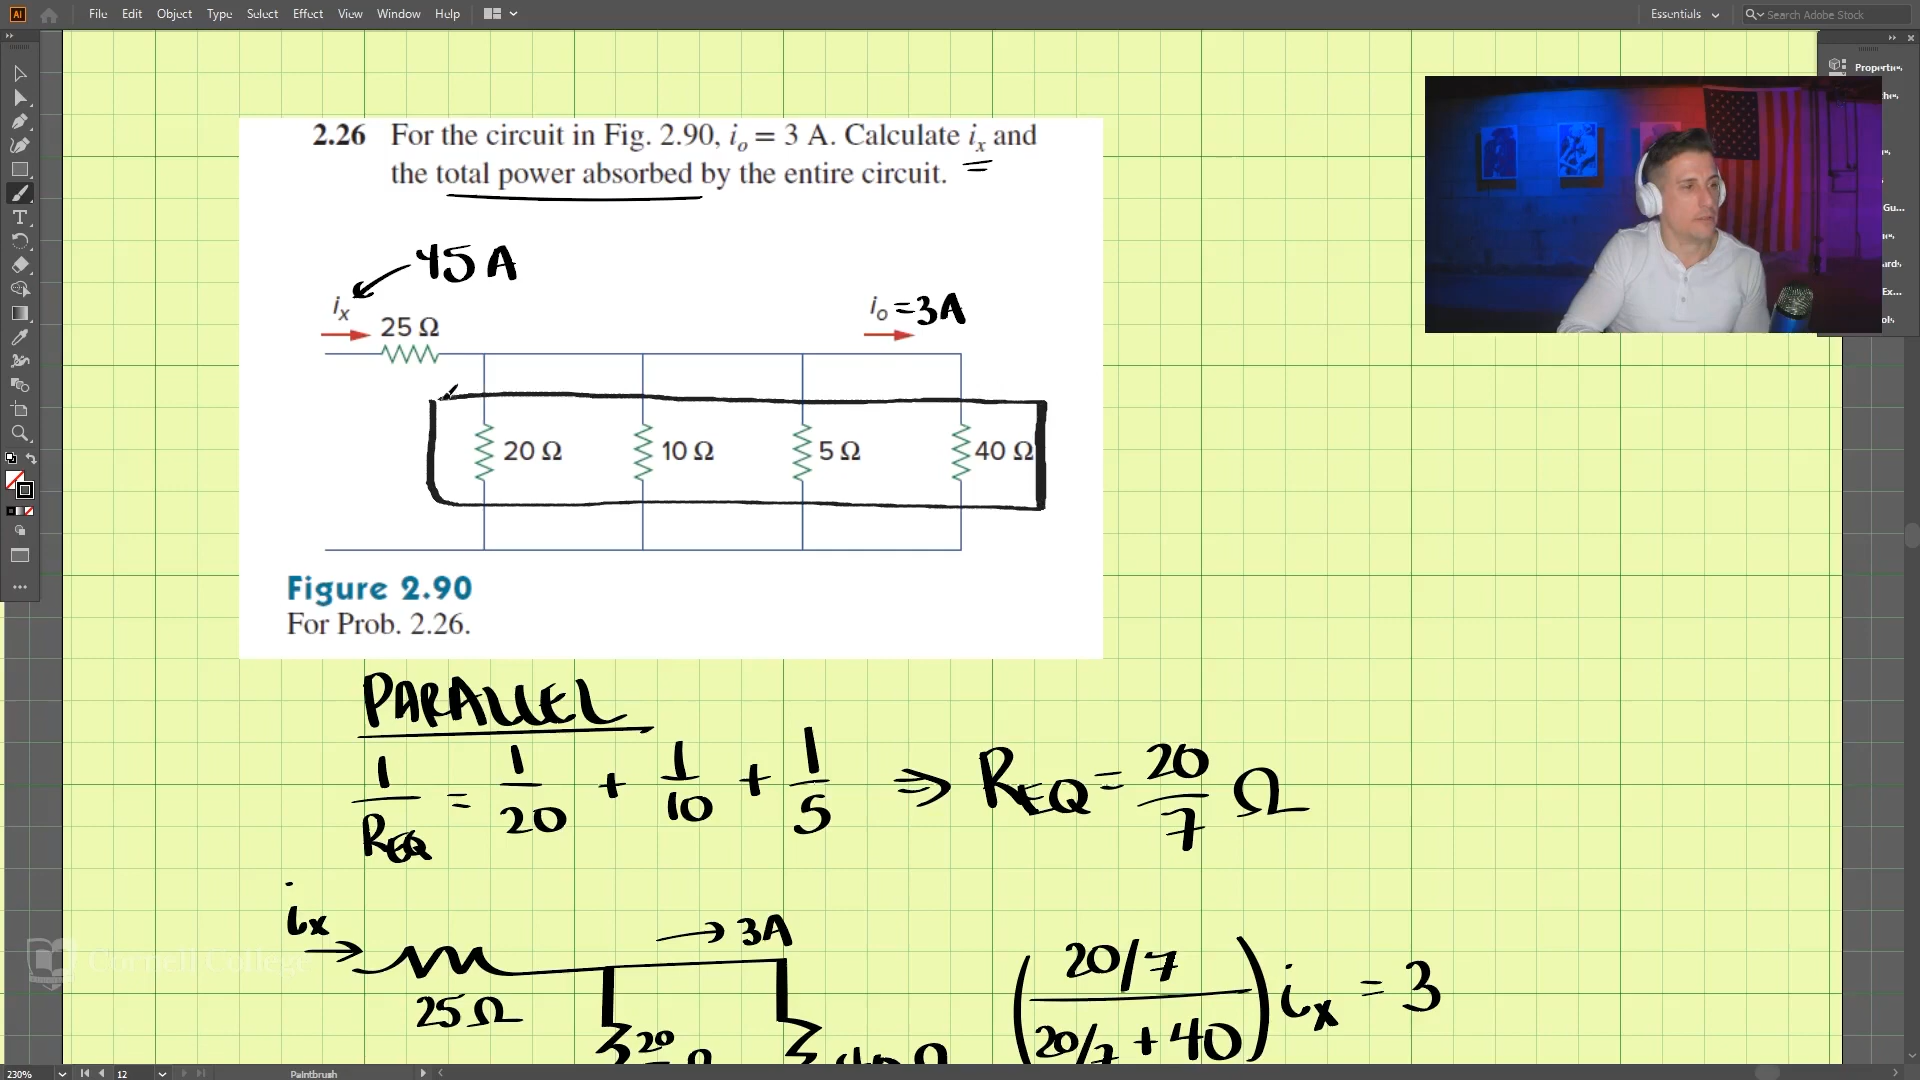 File Edit Object Type Select Effect View Window Help
Essentials
Search Adobe Stock
Properties
2.26 For the circuit in Fig. 2.90, i_o = 3 A. Calculate i_x and
the total power absorbed by the entire circuit.
45 A
i_x
25 Ω
i_o = 3A
20 Ω 10 Ω 5 Ω 40 Ω
Figure 2.90
For Prob. 2.26.
PARALLEL
1/R_EQ = 1/20 + 1/10 + 1/5 ⇒ R_EQ = 20/7 Ω
i_x
→ 3A
25Ω
(20/7 / (20/7 + 40)) i_x = 3
20
Cornell College
230% 12 Paintbrush